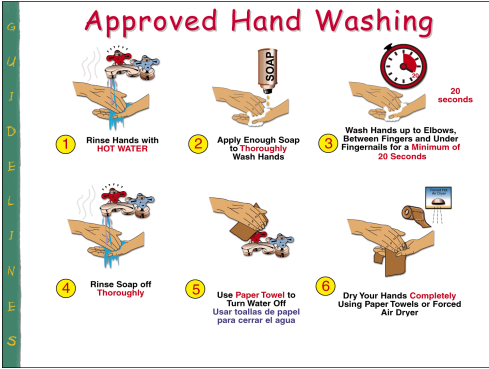 Approved Hand Washing
GUIDELINES
SOAP
20
20
seconds
1
Rinse Hands with
HOT WATER
2
Apply Enough Soap
to Thoroughly
Wash Hands
3
Wash Hands up to Elbows,
Between Fingers and Under
Fingernails for a Minimum of
20 Seconds
4
Rinse Soap off
Thoroughly
5
Use Paper Towel to
Turn Water Off
Usar toallas de papel
para cerrar el agua
6
Dry Your Hands Completely
Using Paper Towels or Forced
Air Dryer